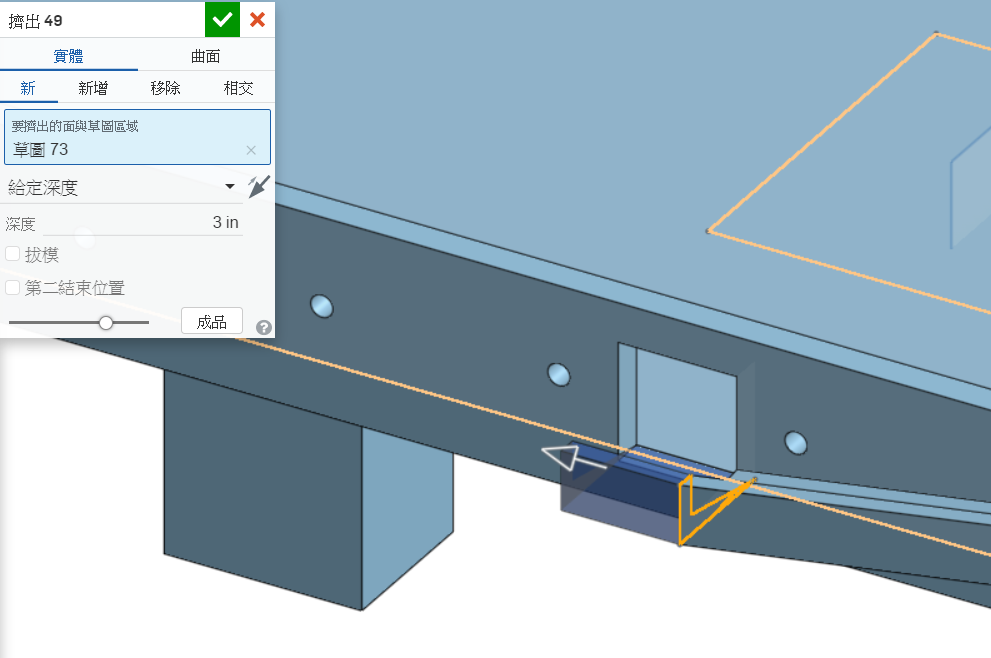 擠出 49
實體 曲面
新 新增 移除 相交
要擠出的面與草圖區域
草圖 73
給定深度
深度 3 in
拔模
第二結束位置
成品
?